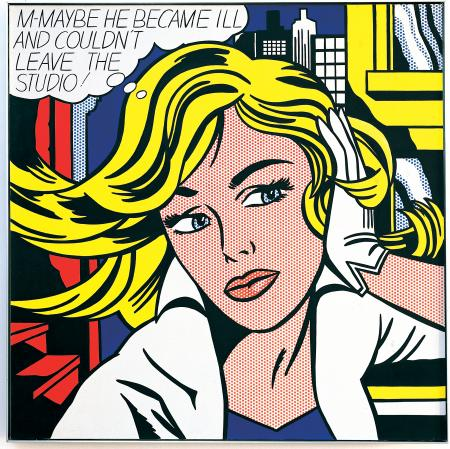 M-MAYBE HE BECAME ILL
AND COULDN'T
LEAVE THE
STUDIO!